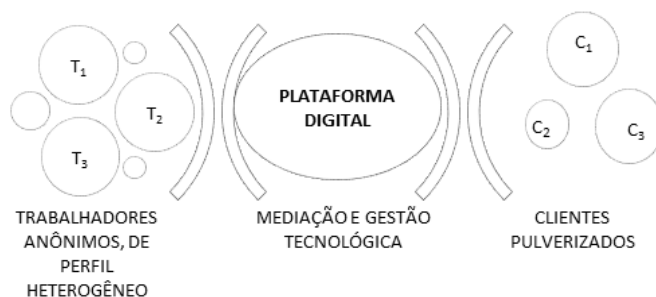 T₁
T₂
T₃
PLATAFORMA
DIGITAL
C₁
C₂
C₃
TRABALHADORES
ANÔNIMOS, DE
PERFIL
HETEROGÊNEO
MEDIAÇÃO E GESTÃO
TECNOLÓGICA
CLIENTES
PULVERIZADOS